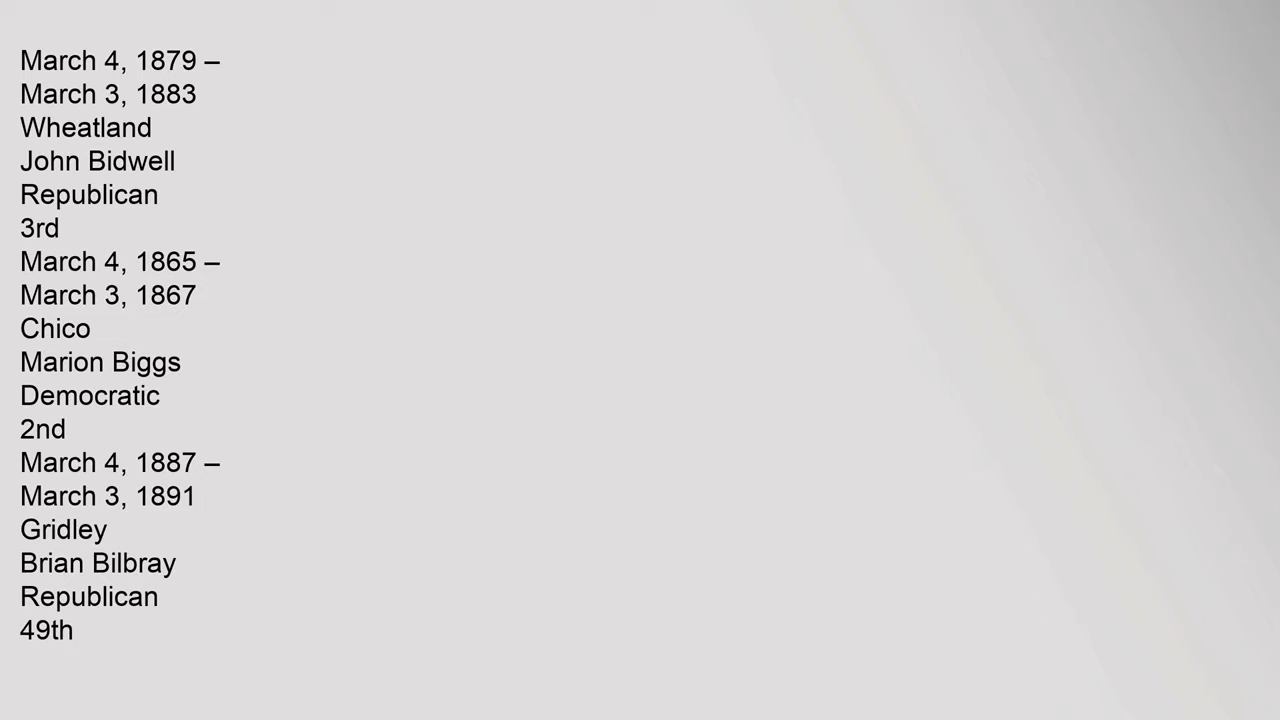 March 4, 1879 –
March 3, 1883
Wheatland
John Bidwell
Republican
3rd
March 4, 1865 –
March 3, 1867
Chico
Marion Biggs
Democratic
2nd
March 4, 1887 –
March 3, 1891
Gridley
Brian Bilbray
Republican
49th